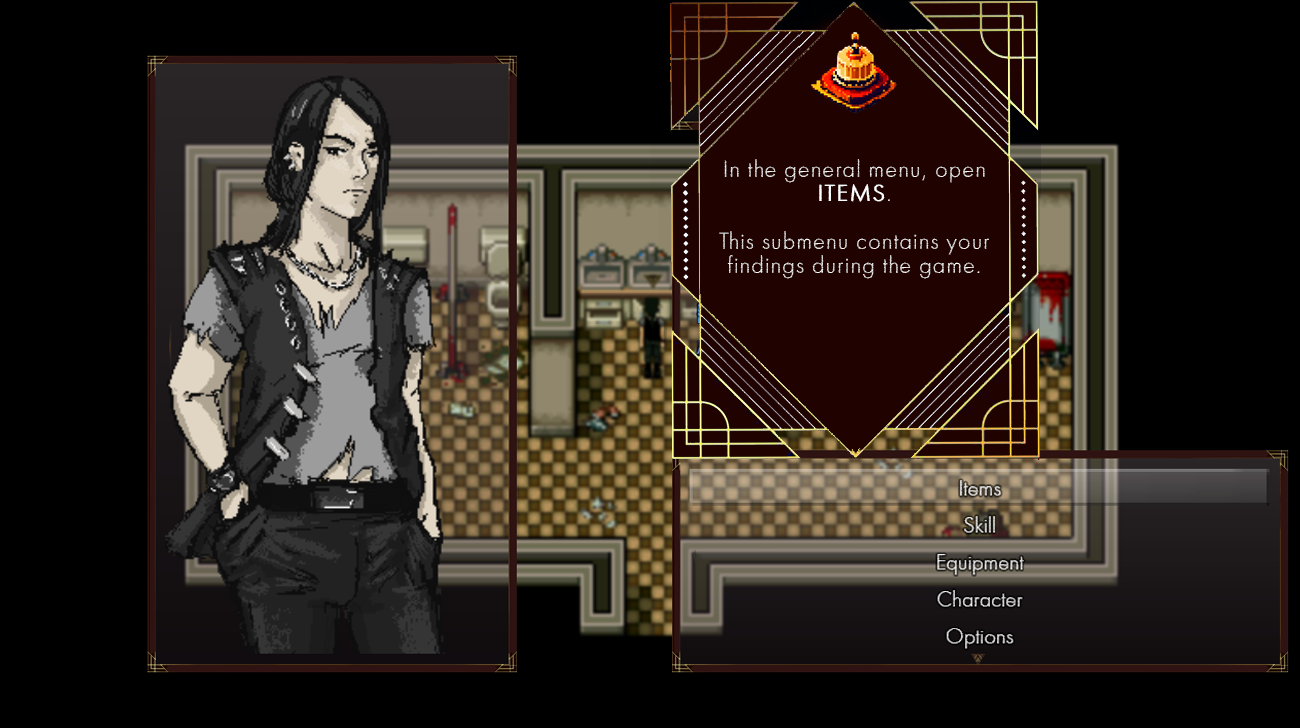 In the general menu, open
ITEMS.
This submenu contains your
findings during the game.
Items
Skill
Equipment
Character
Options